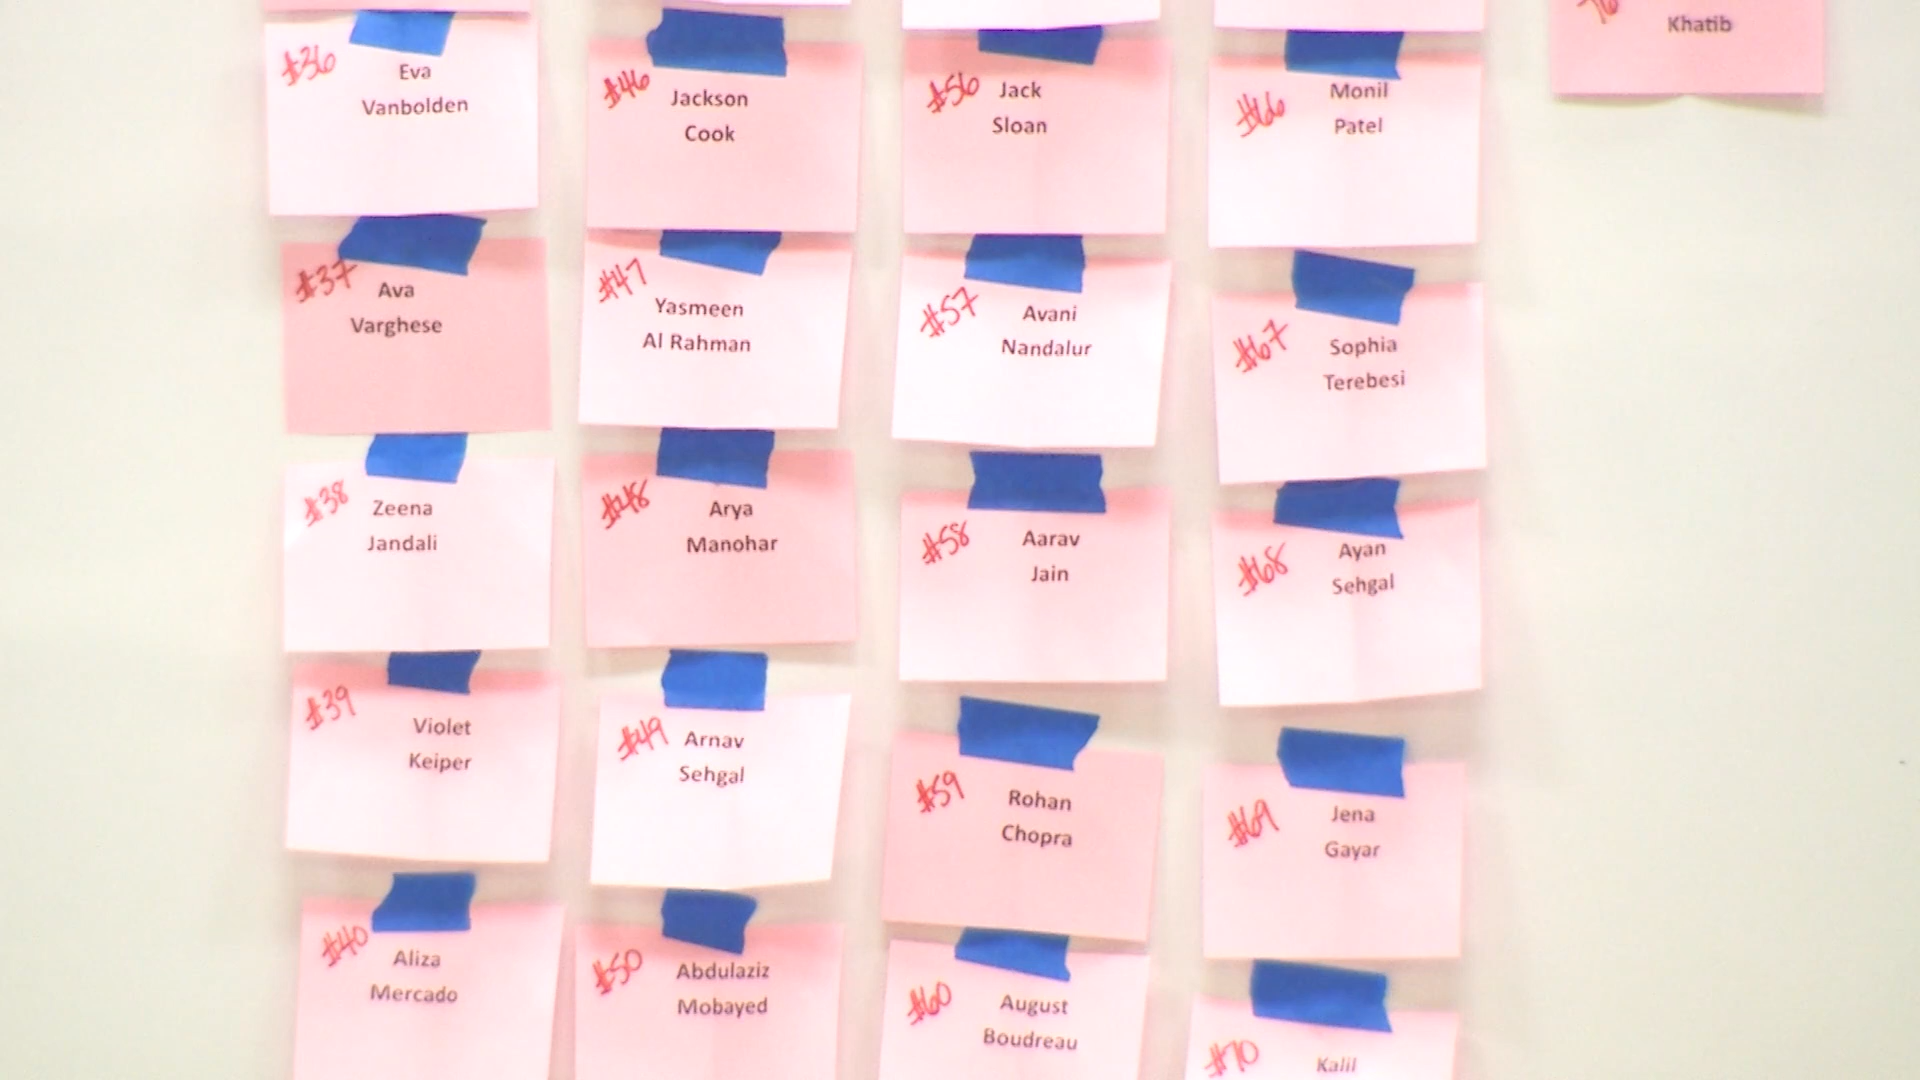 #36
Eva
Vanbolden
#37
Ava
Varghese
#38
Zeena
Jandali
#39
Violet
Keiper
#40
Aliza
Mercado
#46
Jackson
Cook
#47
Yasmeen
Al Rahman
#48
Arya
Manohar
#49
Arnav
Sehgal
#50
Abdulaziz
Mobayed
#56
Jack
Sloan
#57
Avani
Nandalur
#58
Aarav
Jain
#59
Rohan
Chopra
#60
August
Boudreau
#66
Monil
Patel
#67
Sophia
Terebesi
#68
Ayan
Sehgal
#69
Jena
Gayar
#70
Kalil
Khatib